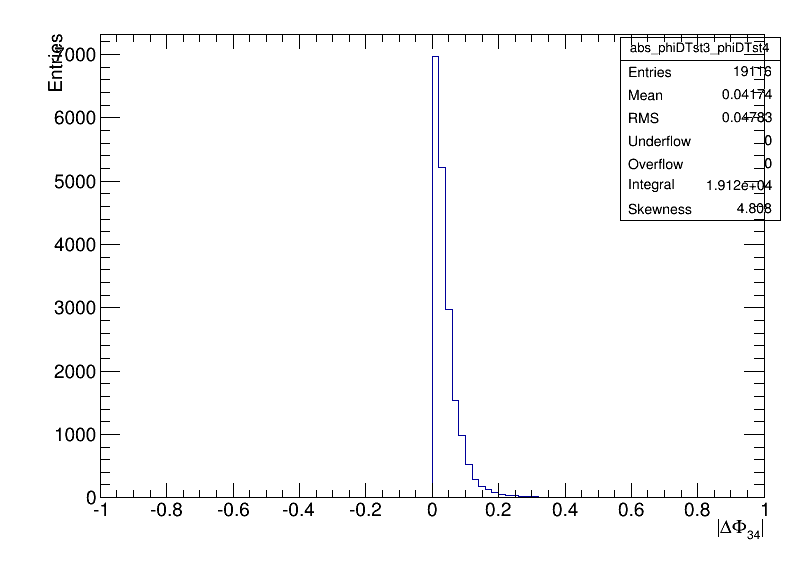 Entries
7000
6000
5000
4000
3000
2000
1000
0
-1 -0.8 -0.6 -0.4 -0.2 0 0.2 0.4 0.6 0.8 1
|ΔΦ34|
abs_phiDTst3_phiDTst4
Entries 19116
Mean 0.04174
RMS 0.04783
Underflow 0
Overflow 0
Integral 1.912e+04
Skewness 4.808